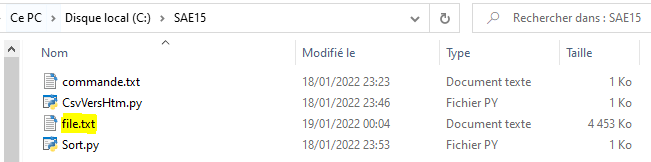 Ce PC > Disque local (C:) > SAE15
Rechercher dans : SAE15
Nom Modifié le Type Taille
commande.txt 18/01/2022 23:23 Document texte 1 Ko
CsvVersHtm.py 18/01/2022 23:46 Fichier PY 1 Ko
file.txt 19/01/2022 00:04 Document texte 4 453 Ko
Sort.py 18/01/2022 23:53 Fichier PY 1 Ko